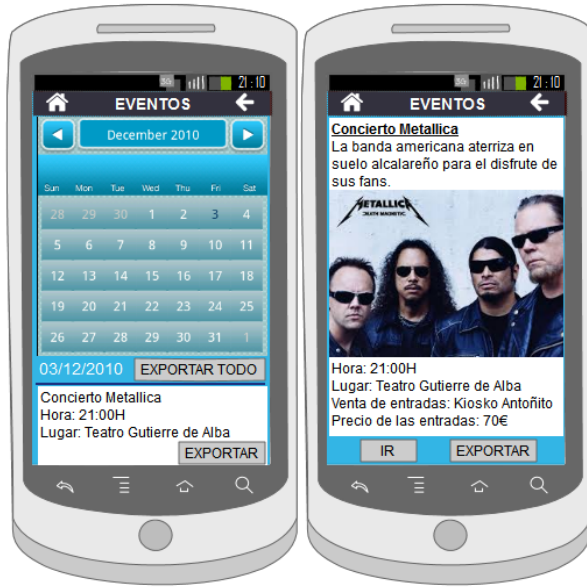 3G 21:10
EVENTOS
December 2010
Sun Mon Tue Wed Thu Fri Sat
28 29 30 1 2 3 4
5 6 7 8 9 10 11
12 13 14 15 16 17 18
19 20 21 22 23 24 25
26 27 28 29 30 31 1
03/12/2010 EXPORTAR TODO
Concierto Metallica
Hora: 21:00H
Lugar: Teatro Gutierre de Alba
EXPORTAR
3G 21:10
EVENTOS
Concierto Metallica
La banda americana aterriza en
suelo alcalareño para el disfrute de
sus fans.
METALLICA
DEATH MAGNETIC
Hora: 21:00H
Lugar: Teatro Gutierre de Alba
Venta de entradas: Kiosko Antoñito
Precio de las entradas: 70€
IR EXPORTAR